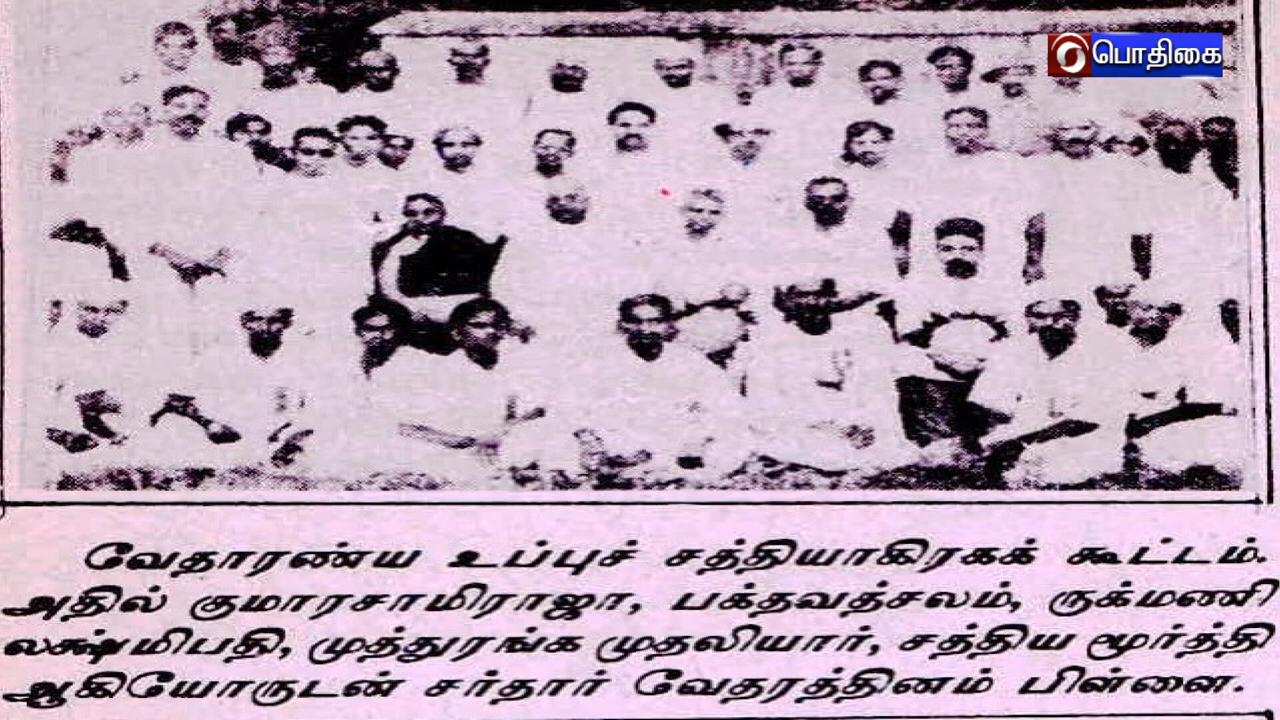 பொதிகை
வேதாரண்ய உப்புச் சத்தியாகிரகக் கூட்டம்.
அதில் குமாரசாமிராஜா, பக்தவத்சலம், ருக்மணி
லக்ஷ்மிபதி, முத்துரங்க முதலியார், சத்திய மூர்த்தி
ஆகியோருடன் சர்தார் வேதரத்தினம் பிள்ளை.